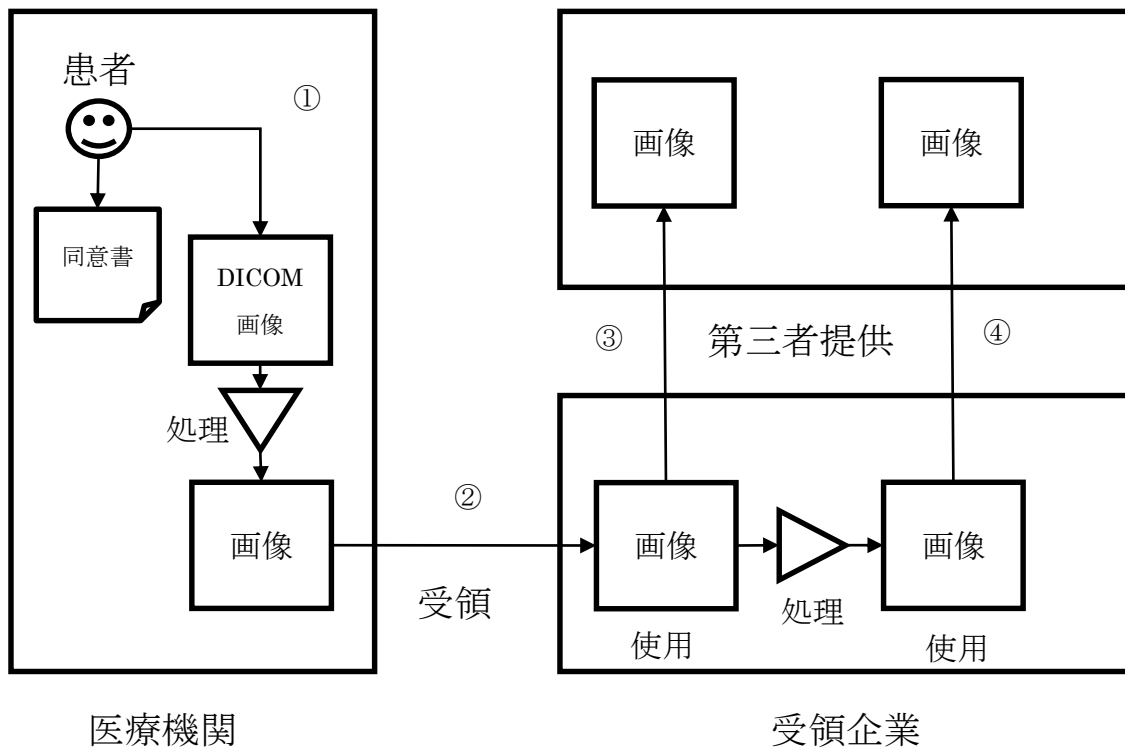 患者
①
同意書
DICOM
画像
処理
画像
医療機関
②
受領
画像
画像
③
第三者提供
④
画像
処理
画像
使用
使用
受領企業